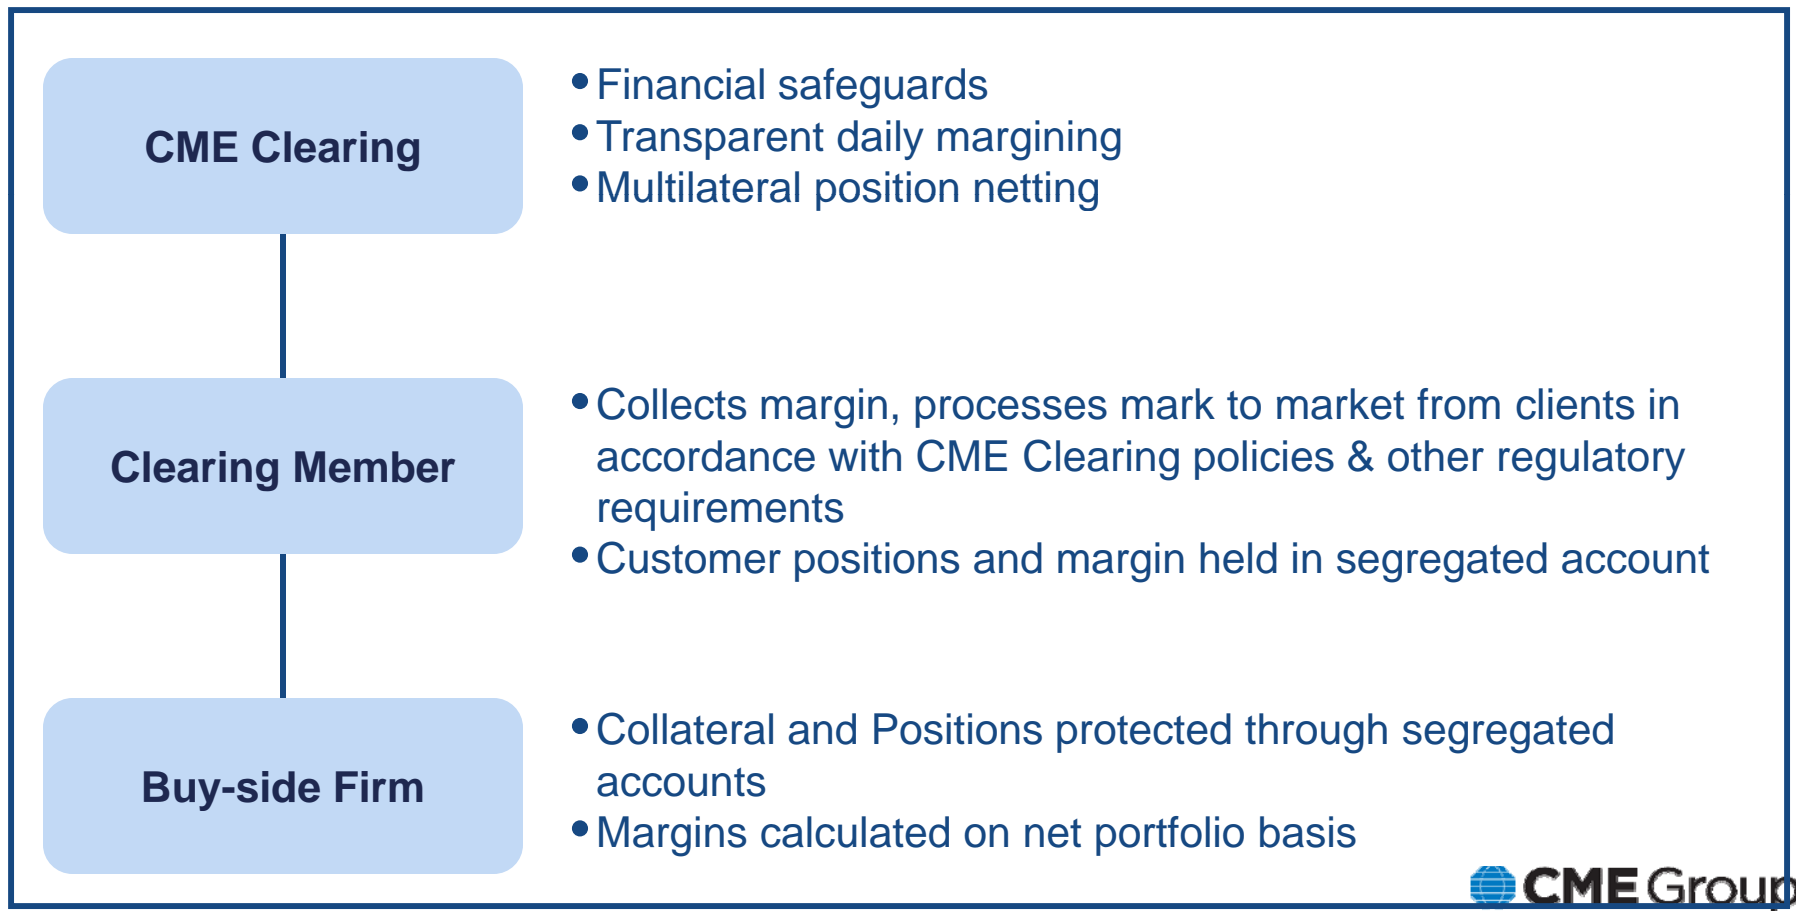 CME Clearing
•Financial safeguards
•Transparent daily margining
•Multilateral position netting
Clearing Member
•Collects margin, processes mark to market from clients in
accordance with CME Clearing policies & other regulatory
requirements
•Customer positions and margin held in segregated account
Buy-side Firm
•Collateral and Positions protected through segregated
accounts
•Margins calculated on net portfolio basis
CME Group